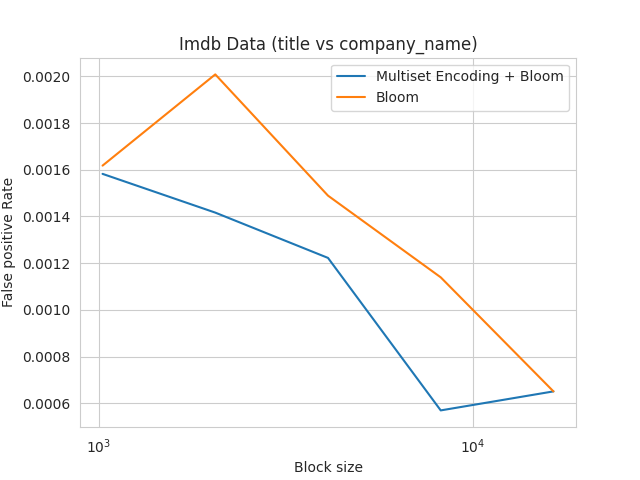 Imdb Data (title vs company_name)
Multiset Encoding + Bloom
Bloom
False positive Rate
0.0020
0.0018
0.0016
0.0014
0.0012
0.0010
0.0008
0.0006
10³
10⁴
Block size